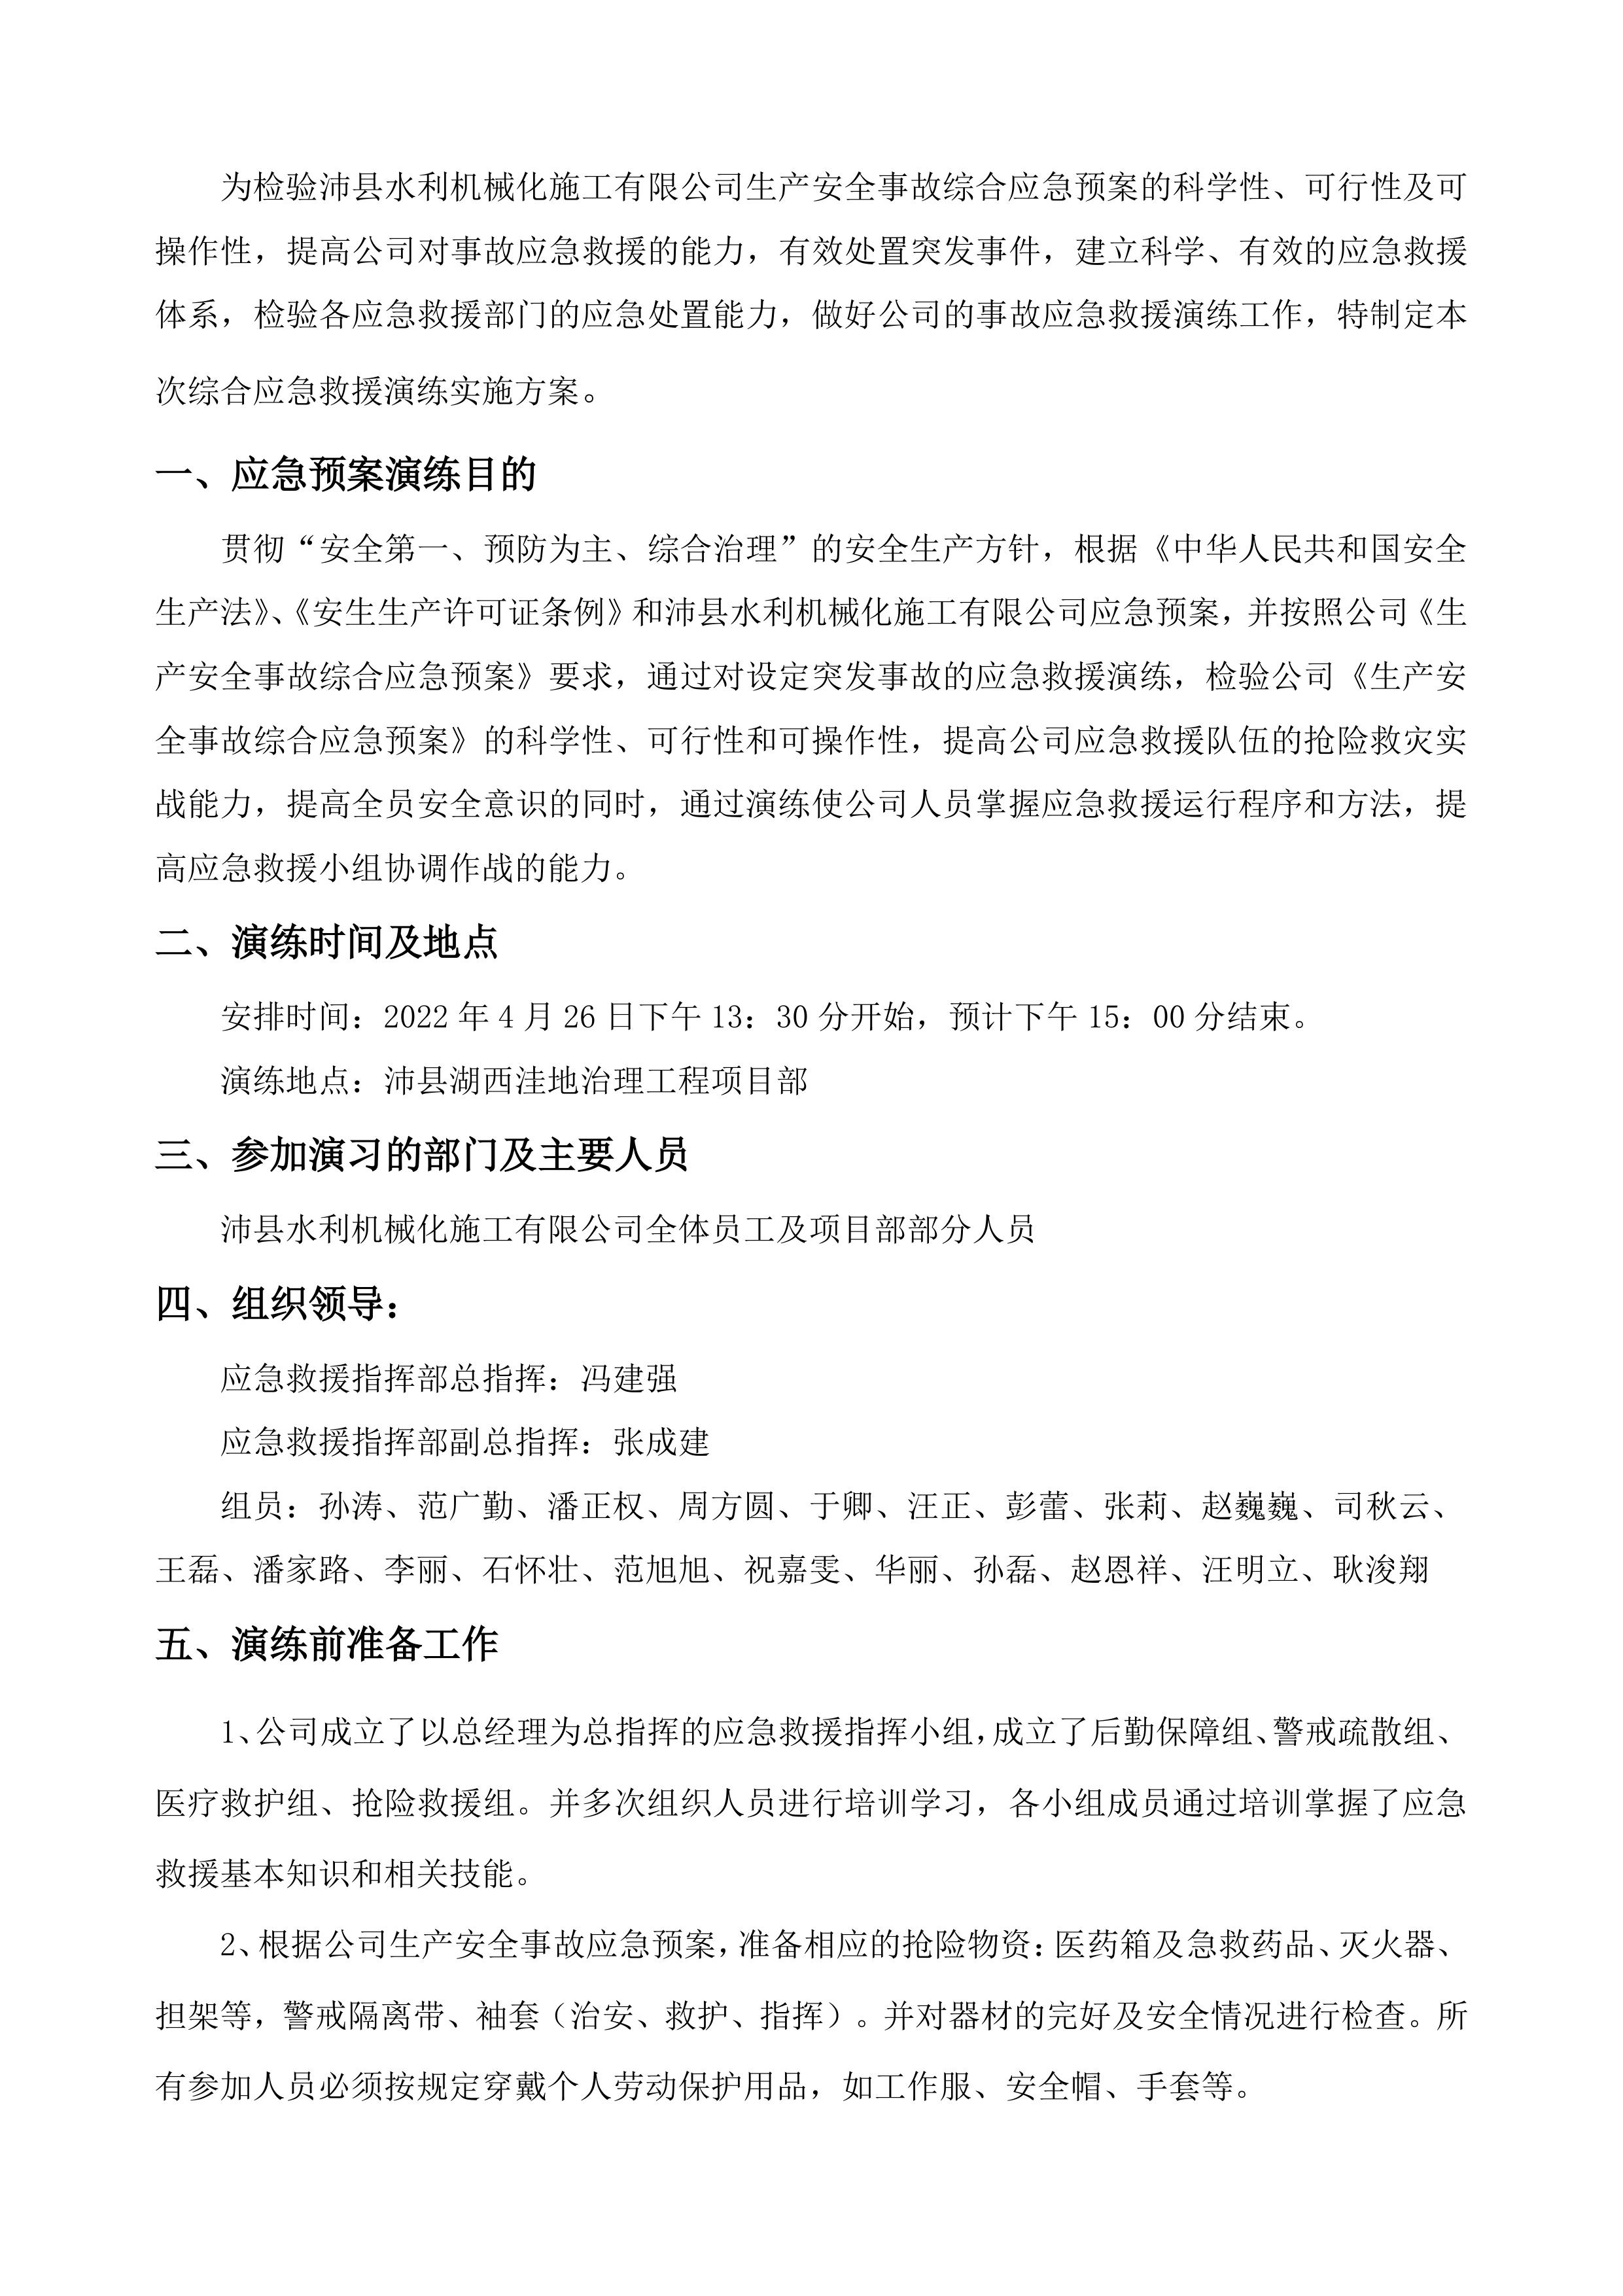 为检验沛县水利机械化施工有限公司生产安全事故综合应急预案的科学性、可行性及可
操作性，提高公司对事故应急救援的能力，有效处置突发事件，建立科学、有效的应急救援
体系，检验各应急救援部门的应急处置能力，做好公司的事故应急救援演练工作，特制定本
次综合应急救援演练实施方案。
一、应急预案演练目的
贯彻“安全第一、预防为主、综合治理”的安全生产方针，根据《中华人民共和国安全
生产法》、《安生生产许可证条例》和沛县水利机械化施工有限公司应急预案，并按照公司《生
产安全事故综合应急预案》要求，通过对设定突发事故的应急救援演练，检验公司《生产安
全事故综合应急预案》的科学性、可行性和可操作性，提高公司应急救援队伍的抢险救灾实
战能力，提高全员安全意识的同时，通过演练使公司人员掌握应急救援运行程序和方法，提
高应急救援小组协调作战的能力。
二、演练时间及地点
安排时间：2022 年 4 月 26 日下午 13：30 分开始，预计下午 15：00 分结束。
演练地点：沛县湖西洼地治理工程项目部
三、参加演习的部门及主要人员
沛县水利机械化施工有限公司全体员工及项目部部分人员
四、组织领导：
应急救援指挥部总指挥：冯建强
应急救援指挥部副总指挥：张成建
组员：孙涛、范广勤、潘正权、周方圆、于卿、汪正、彭蕾、张莉、赵巍巍、司秋云、
王磊、潘家路、李丽、石怀壮、范旭旭、祝嘉雯、华丽、孙磊、赵恩祥、汪明立、耿浚翔
五、演练前准备工作
1、公司成立了以总经理为总指挥的应急救援指挥小组，成立了后勤保障组、警戒疏散组、
医疗救护组、抢险救援组。并多次组织人员进行培训学习，各小组成员通过培训掌握了应急
救援基本知识和相关技能。
2、根据公司生产安全事故应急预案，准备相应的抢险物资：医药箱及急救药品、灭火器、
担架等，警戒隔离带、袖套（治安、救护、指挥）。并对器材的完好及安全情况进行检查。所
有参加人员必须按规定穿戴个人劳动保护用品，如工作服、安全帽、手套等。